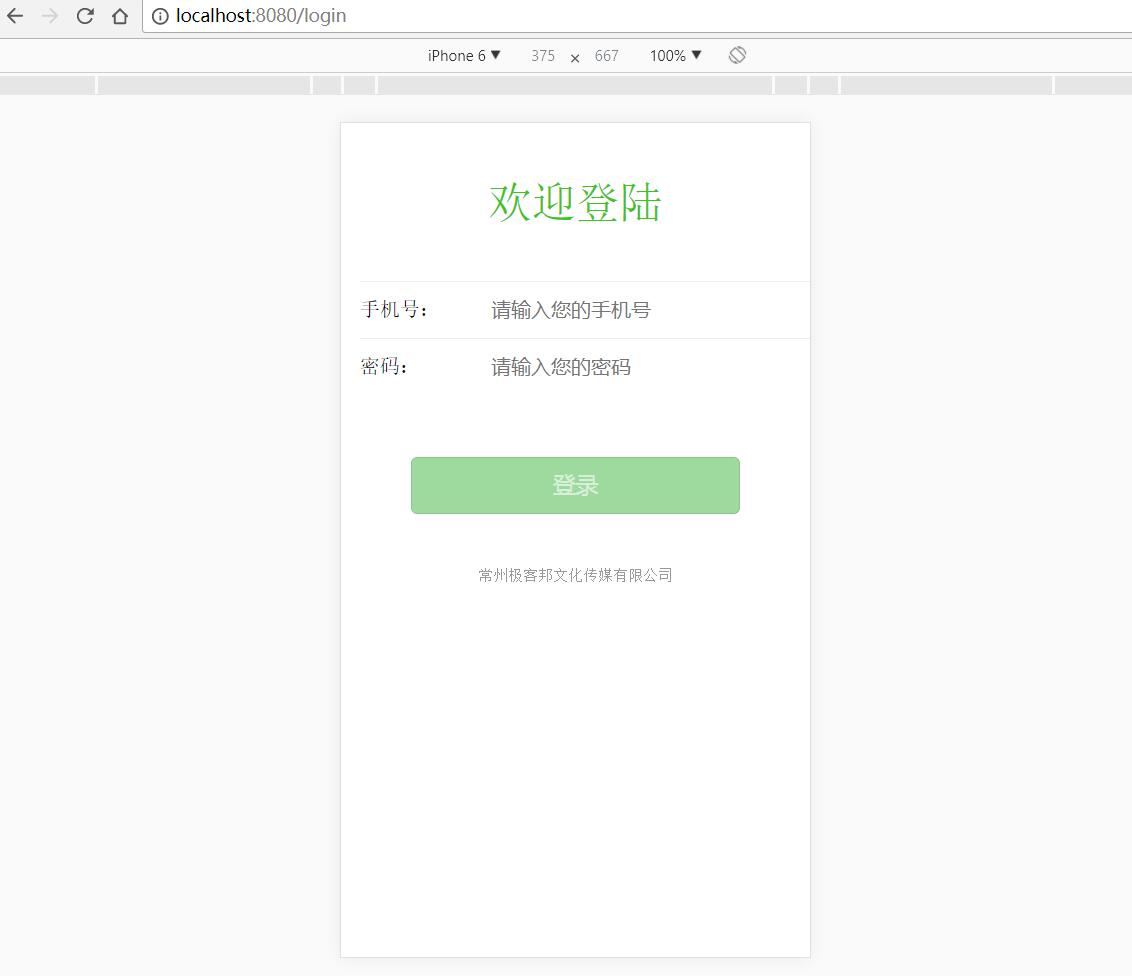 localhost:8080/login
iPhone 6 ▼ 375 × 667 100% ▼
欢迎登陆
手机号： 请输入您的手机号
密码： 请输入您的密码
登录
常州极客邦文化传媒有限公司